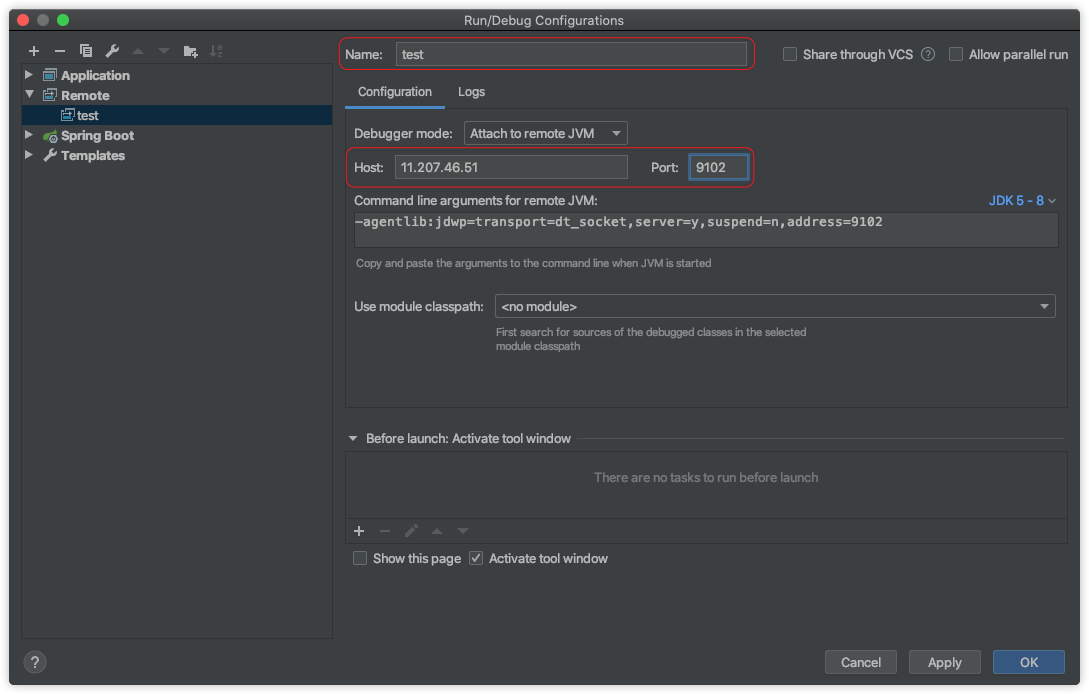 Run/Debug Configurations
Application
Remote
test
Spring Boot
Templates
Name: test
Share through VCS ?
Allow parallel run
Configuration Logs
Debugger mode: Attach to remote JVM
Host: 11.207.46.51 Port: 9102
Command line arguments for remote JVM: JDK 5 - 8
-agentlib:jdwp=transport=dt_socket,server=y,suspend=n,address=9102
Copy and paste the arguments to the command line when JVM is started
Use module classpath: <no module>
First search for sources of the debugged classes in the selected
module classpath
Before launch: Activate tool window
There are no tasks to run before launch
Show this page Activate tool window
? Cancel Apply OK